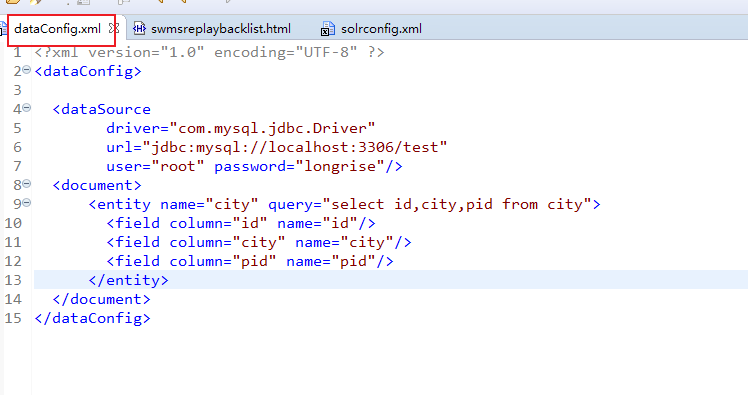 dataConfig.xml swmsreplaybacklist.html solrconfig.xml
1 <?xml version="1.0" encoding="UTF-8" ?>
2 <dataConfig>
3
4 <dataSource
5 driver="com.mysql.jdbc.Driver"
6 url="jdbc:mysql://localhost:3306/test"
7 user="root" password="longrise"/>
8 <document>
9 <entity name="city" query="select id,city,pid from city">
10 <field column="id" name="id"/>
11 <field column="city" name="city"/>
12 <field column="pid" name="pid"/>
13 </entity>
14 </document>
15 </dataConfig>